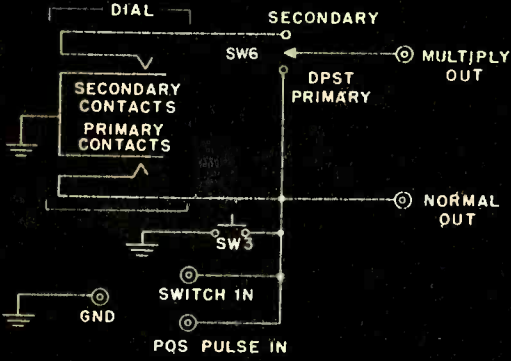 DIAL
SECONDARY
SW6
MULTIPLY
OUT
DPST
PRIMARY
SECONDARY
CONTACTS
PRIMARY
CONTACTS
NORMAL
OUT
SW3
SWITCH IN
GND
POS PULSE IN